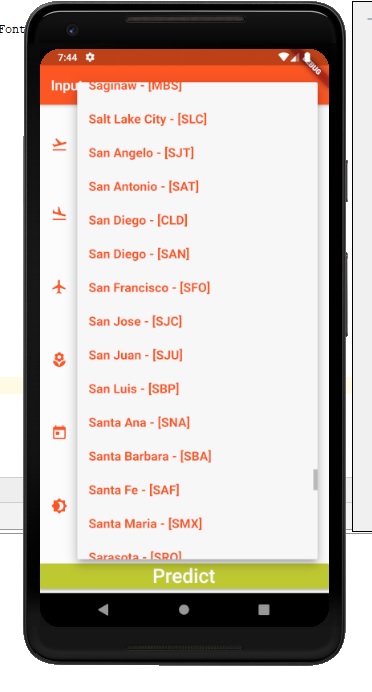 Font
7:44
Input
Saginaw - [MBS]
Salt Lake City - [SLC]
San Angelo - [SJT]
San Antonio - [SAT]
San Diego - [CLD]
San Diego - [SAN]
San Francisco - [SFO]
San Jose - [SJC]
San Juan - [SJU]
San Luis - [SBP]
Santa Ana - [SNA]
Santa Barbara - [SBA]
Santa Fe - [SAF]
Santa Maria - [SMX]
Sarasota - [SRQ]
Predict